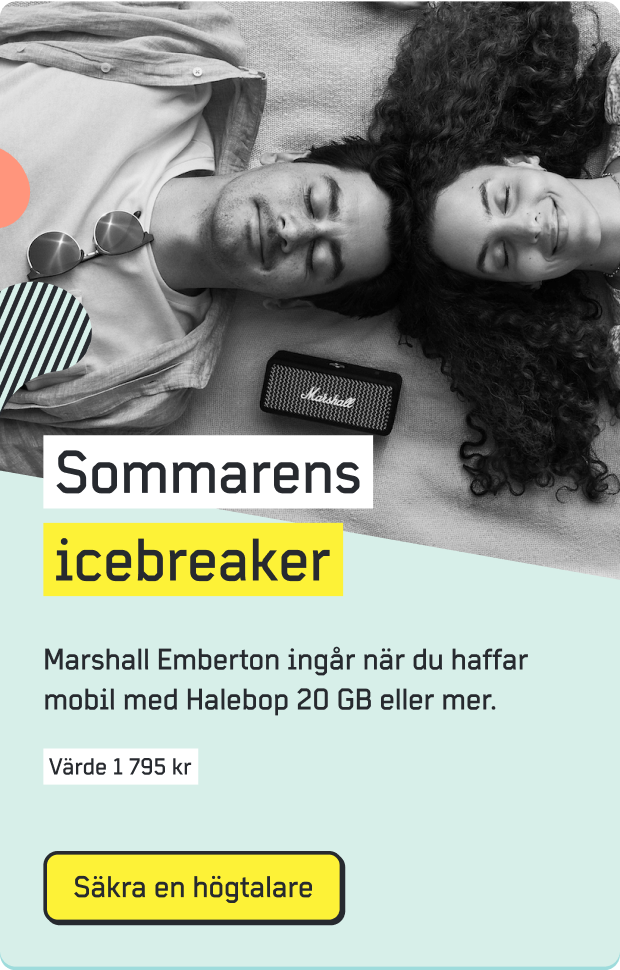 Marshall
Sommarens
icebreaker
Marshall Emberton ingår när du haffar
mobil med Halebop 20 GB eller mer.
Värde 1 795 kr
Säkra en högtalare